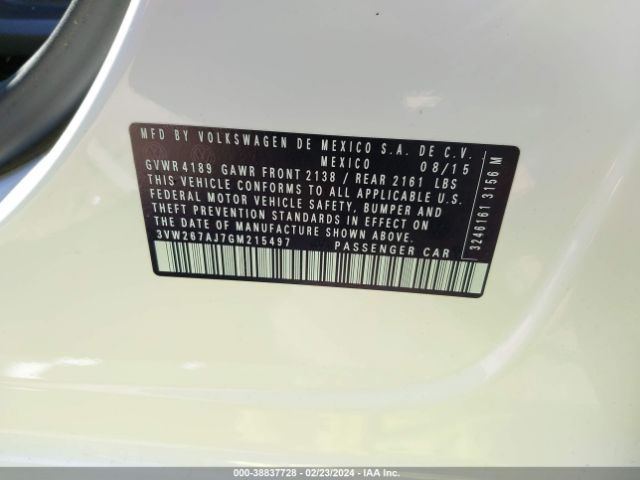 MFD BY VOLKSWAGEN DE MEXICO S.A. DE C.V.
MEXICO 08/15
GVWR 4189 GAWR FRONT 2138 / REAR 2161 LBS
THIS VEHICLE CONFORMS TO ALL APPLICABLE U.S.
FEDERAL MOTOR VEHICLE SAFETY, BUMPER AND
THEFT PREVENTION STANDARDS IN EFFECT ON
THE DATE OF MANUFACTURE SHOWN ABOVE.
3VW267AJ7GM215497 PASSENGER CAR
3246161 3156 M
000-38837728 - 02/23/2024 - IAA Inc.